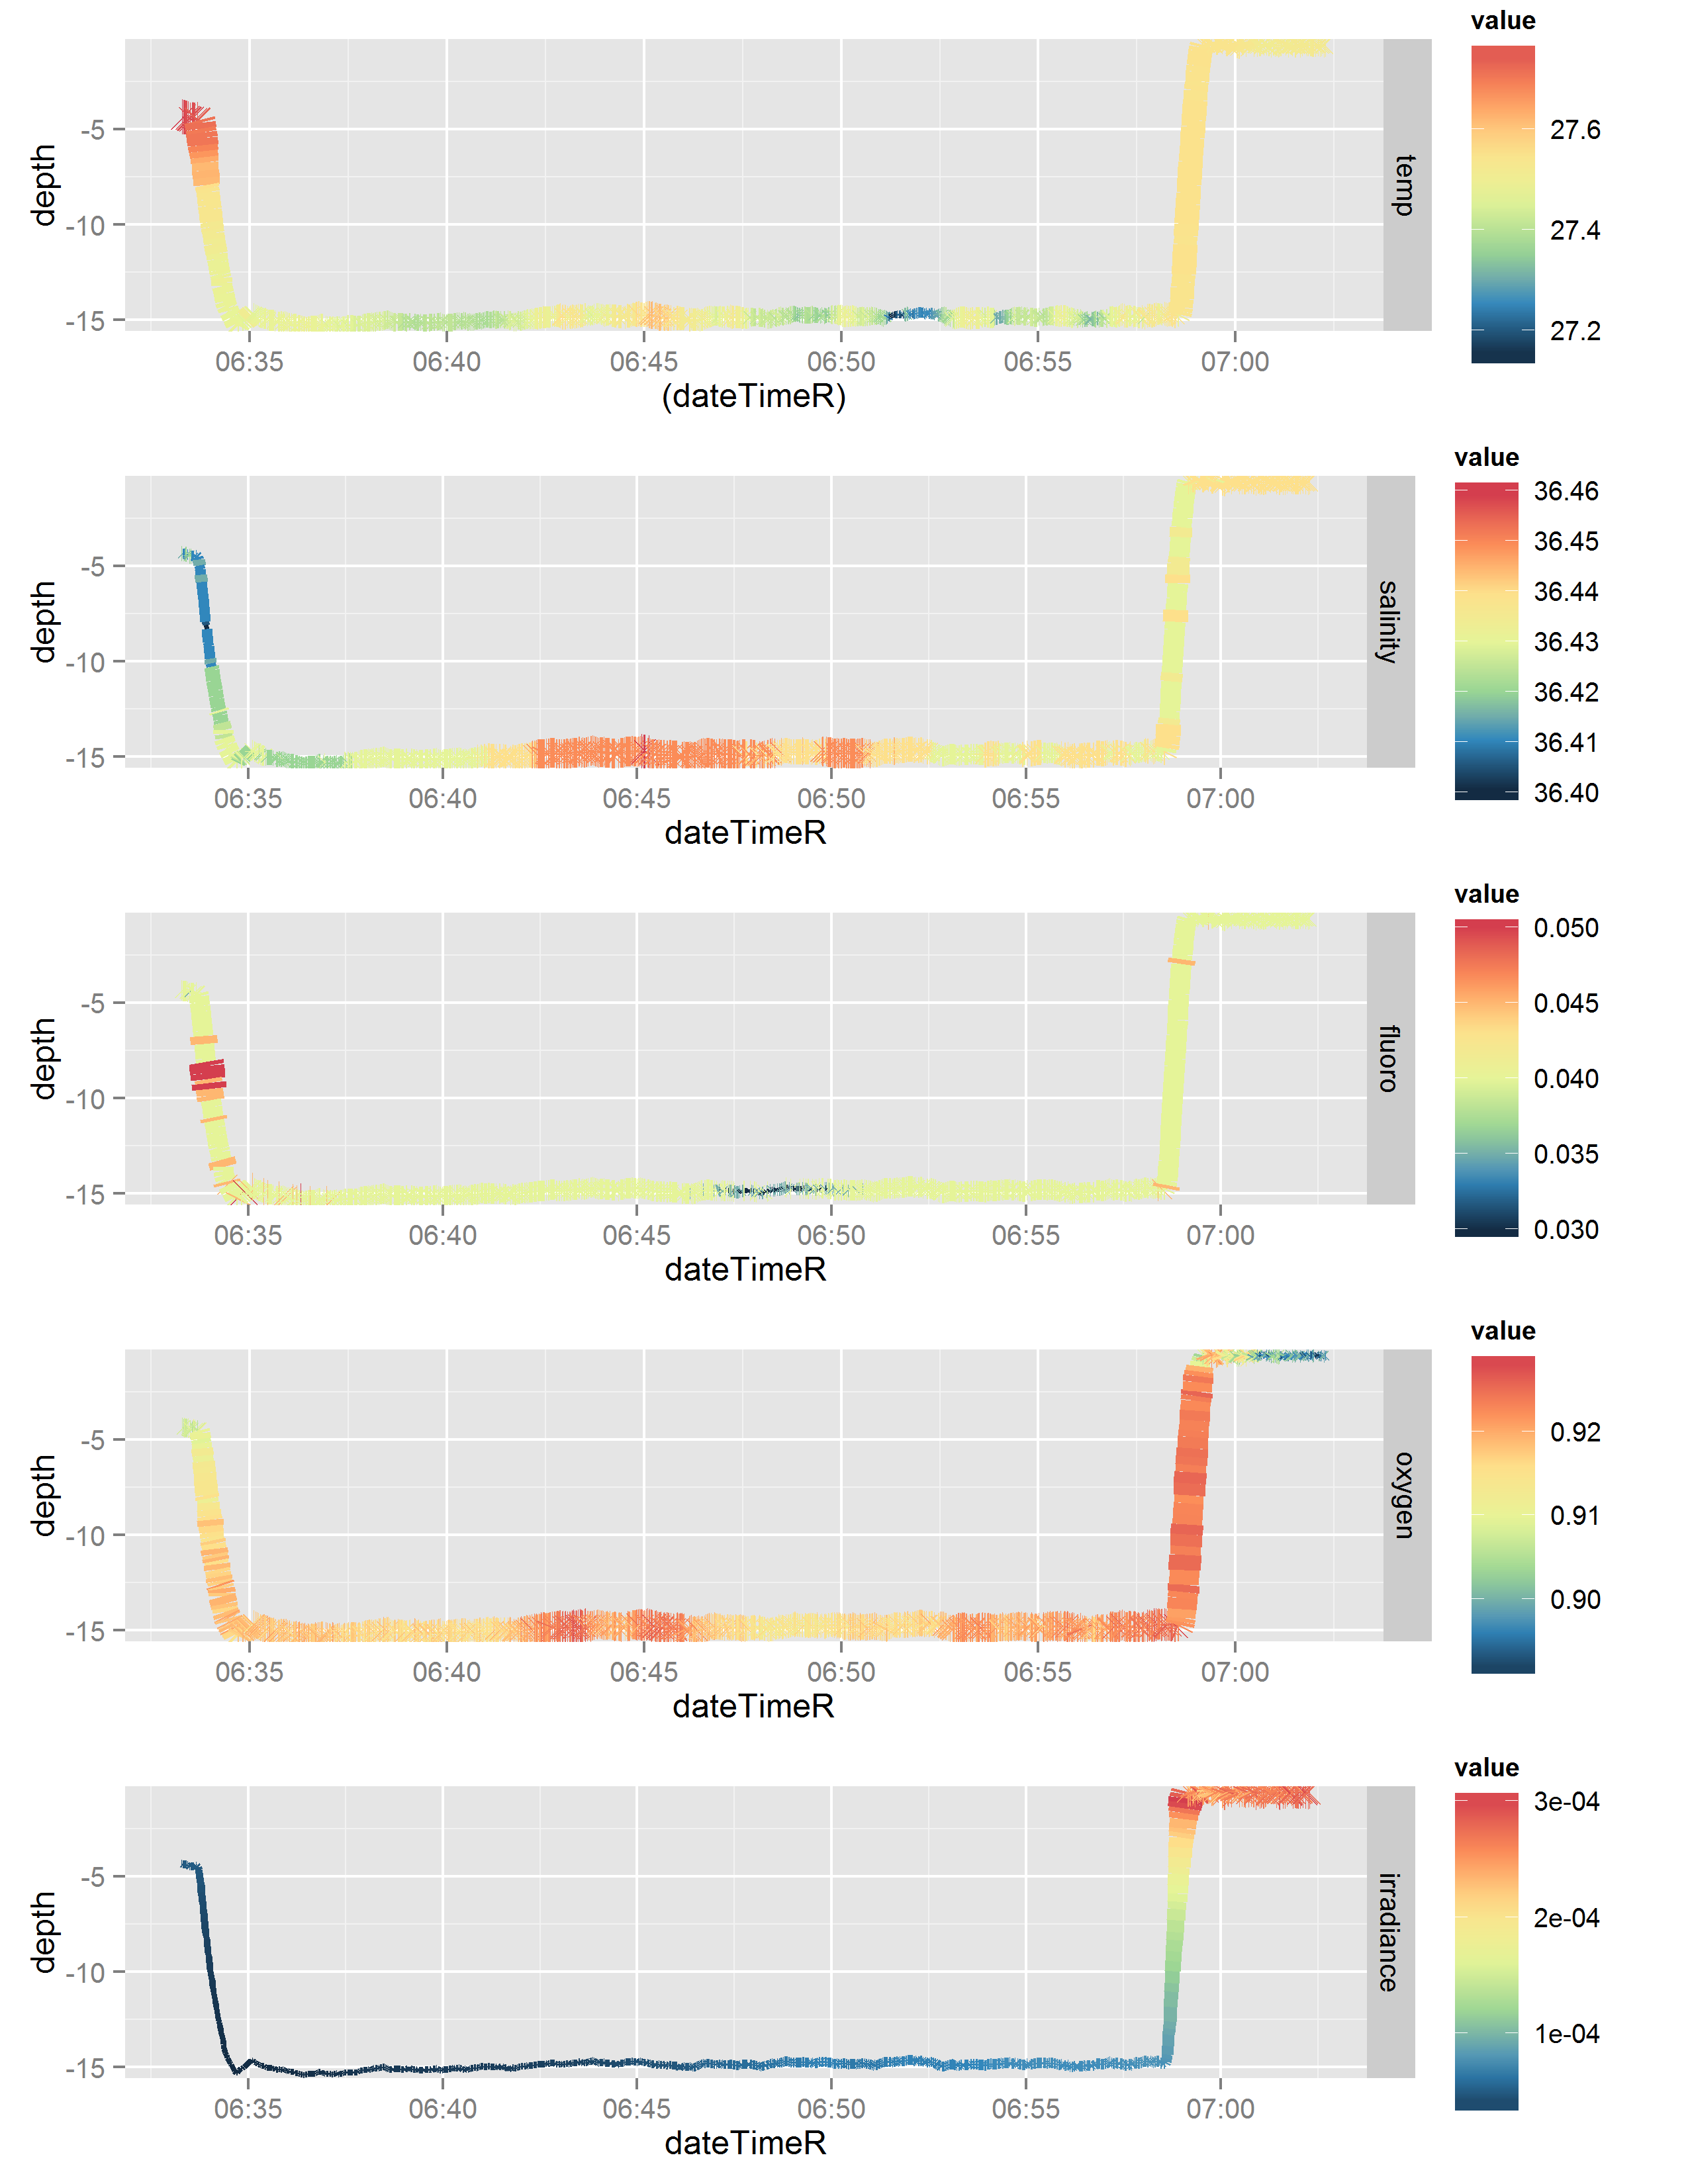 value
-5
-10
-15
depth
temp
27.6
27.4
27.2
06:35 06:40 06:45 06:50 06:55 07:00
(dateTimeR)
value
-5
-10
-15
depth
salinity
36.46
36.45
36.44
36.43
36.42
36.41
36.40
06:35 06:40 06:45 06:50 06:55 07:00
dateTimeR
value
-5
-10
-15
depth
fluoro
0.050
0.045
0.040
0.035
0.030
06:35 06:40 06:45 06:50 06:55 07:00
dateTimeR
value
-5
-10
-15
depth
oxygen
0.92
0.91
0.90
06:35 06:40 06:45 06:50 06:55 07:00
dateTimeR
value
-5
-10
-15
depth
irradiance
3e-04
2e-04
1e-04
06:35 06:40 06:45 06:50 06:55 07:00
dateTimeR